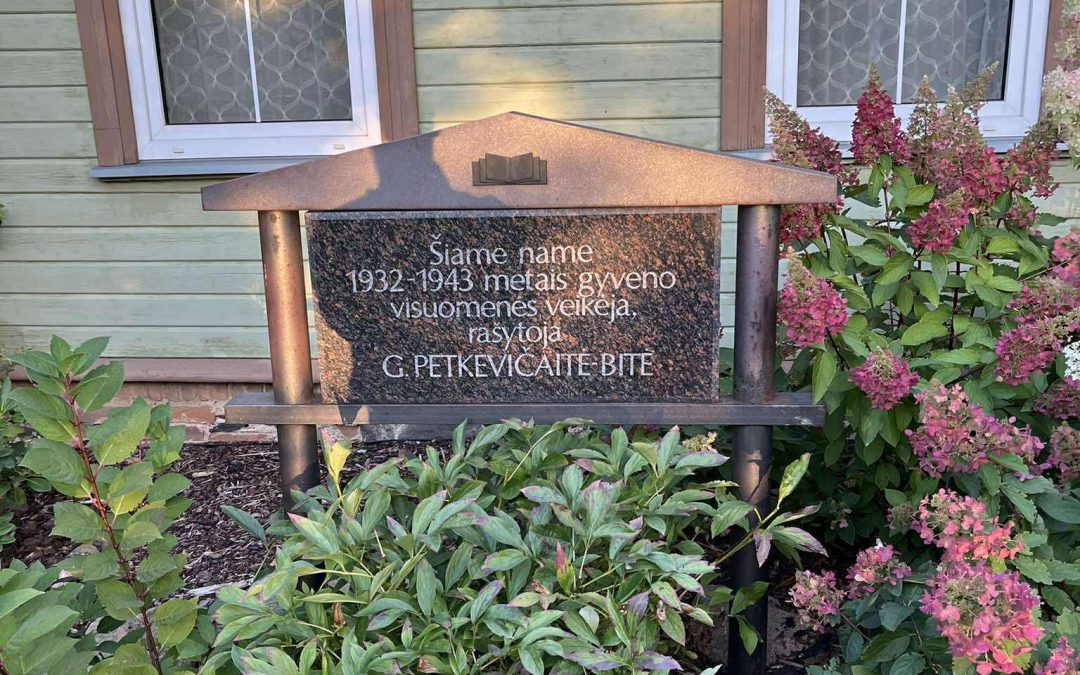 Šiame name
1932-1943 metais gyveno
visuomenės veikėja,
rašytoja
G. PETKEVIČAITĖ-BITĖ